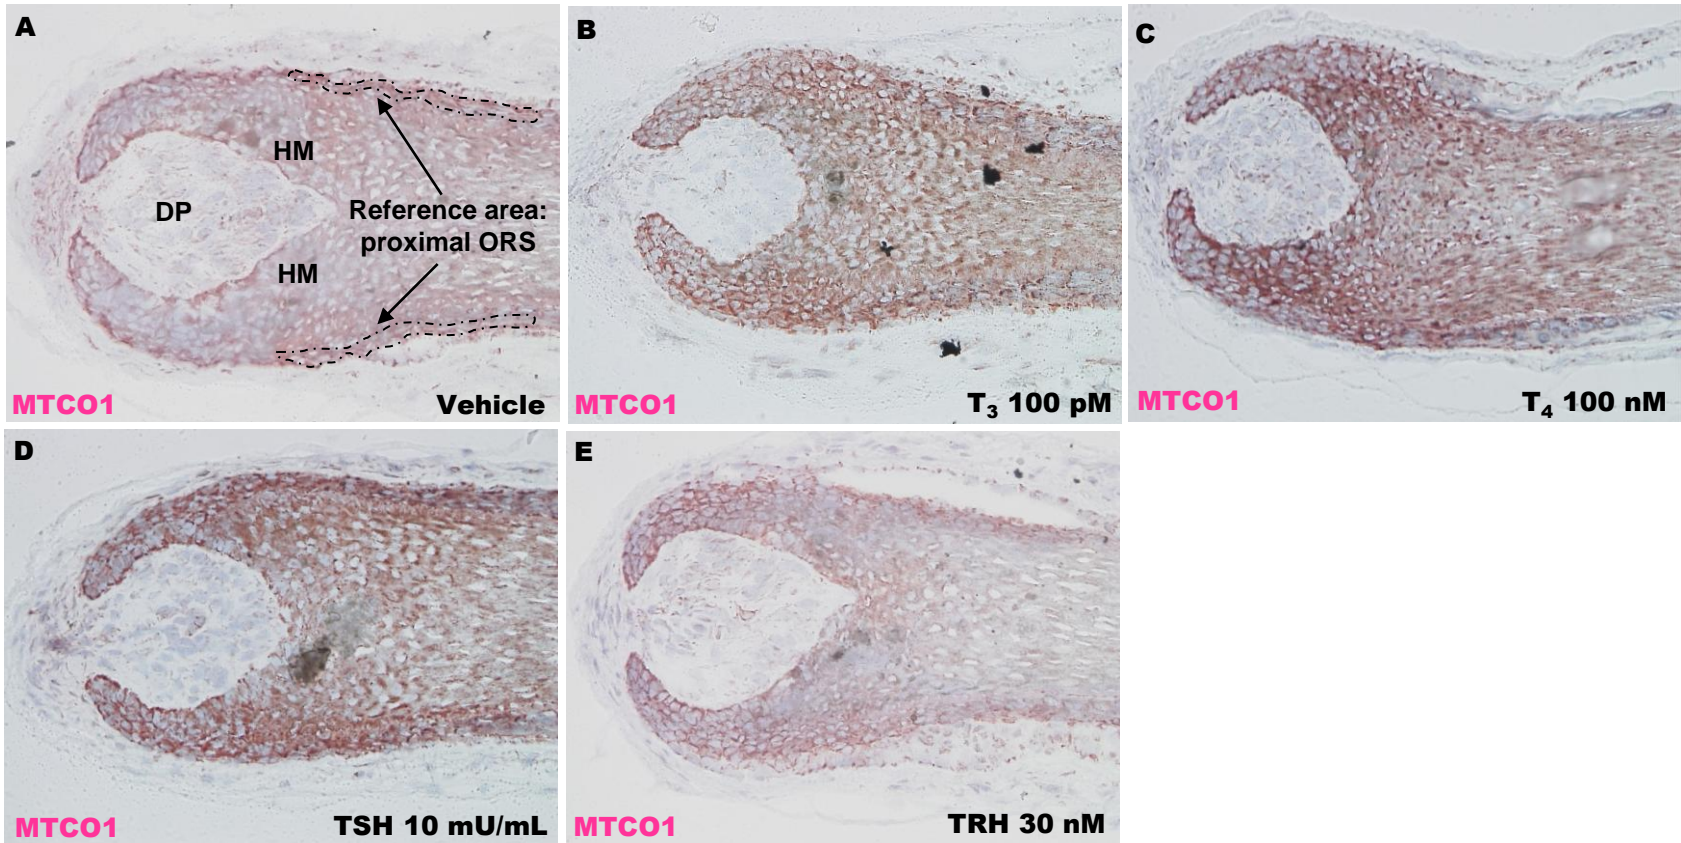 A
HM
DP
Reference area:
proximal ORS
HM
MTCO1
Vehicle
B
MTCO1
T₃ 100 pM
C
MTCO1
T₄ 100 nM
D
MTCO1
TSH 10 mU/mL
E
MTCO1
TRH 30 nM